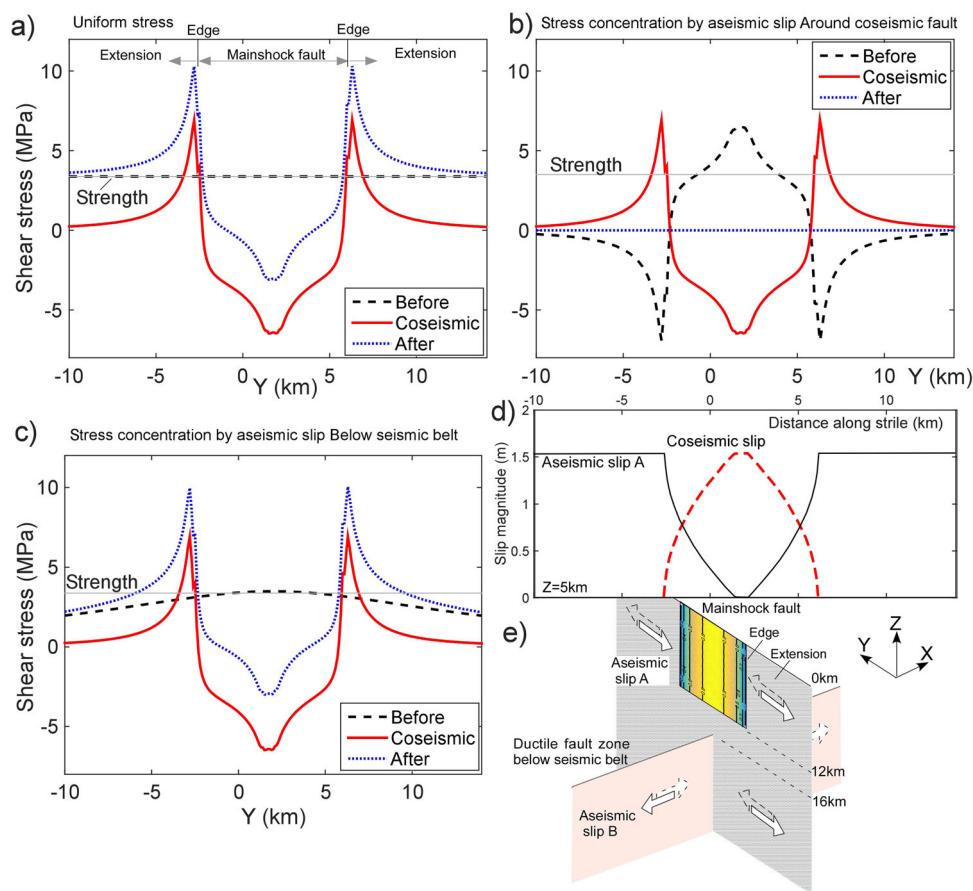 a)
Uniform stress
Edge
Edge
Extension
Mainshock fault
Extension
10
5
0
-5
Shear stress (MPa)
Strength
Before
Coseismic
After
-10
-5
0
5
10
Y (km)
b)
Stress concentration by aseismic slip Around coseismic fault
10
5
0
-5
Strength
Before
Coseismic
After
-10
-5
0
5
10
Y (km)
c)
Stress concentration by aseismic slip Below seismic belt
10
5
0
-5
Shear stress (MPa)
Strength
Before
Coseismic
After
-10
-5
0
5
10
Y (km)
d)
-10
-5
0
5
10
Distance along strile (km)
2
1.5
1
0.5
0
Slip magnitude (m)
Coseismic slip
Aseismic slip A
Z=5km
e)
Mainshock fault
Edge
Extension
Aseismic
slip A
0km
Z
Y
X
Ductile fault zone
below seismic belt
12km
16km
Aseismic
slip B